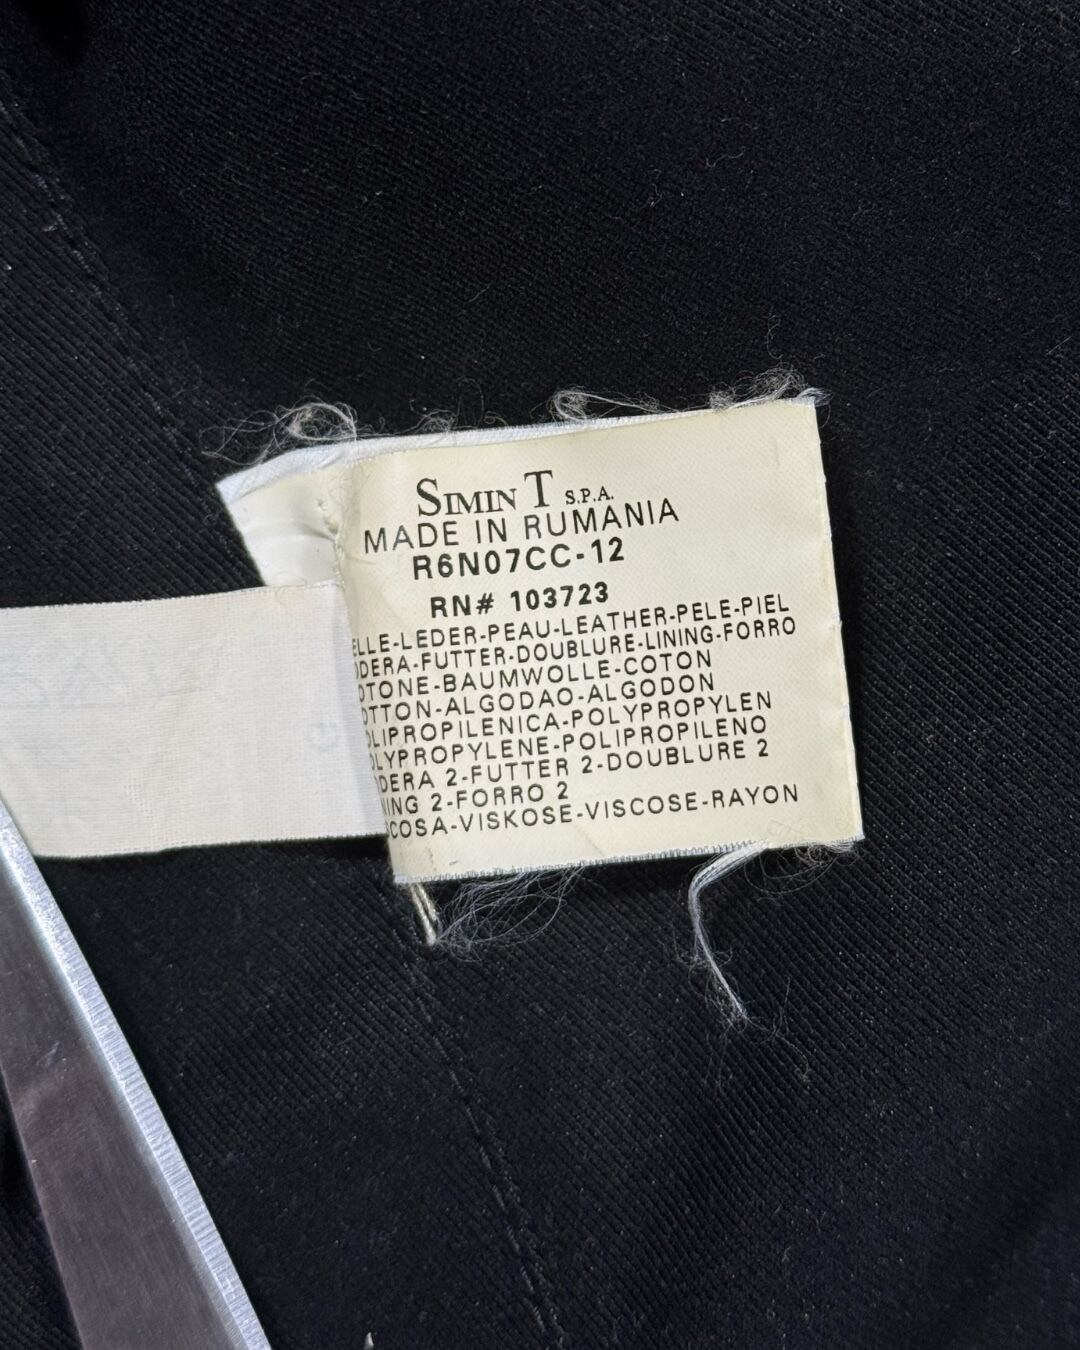 SIMIN T S.P.A.
MADE IN RUMANIA
R6N07CC-12
RN# 103723
ELLE-LEDER-PEAU-LEATHER-PELE-PIEL
DERA-FUTTER-DOUBLURE-LINING-FORRO
OTONE-BAUMWOLLE-COTON
OTTON-ALGODAO-ALGODON
OLIPROPILENICA-POLYPROPYLEN
OLYPROPYLENE-POLIPROPILENO
DERA 2-FUTTER 2-DOUBLURE 2
NING 2-FORRO 2
COSA-VISKOSE-VISCOSE-RAYON